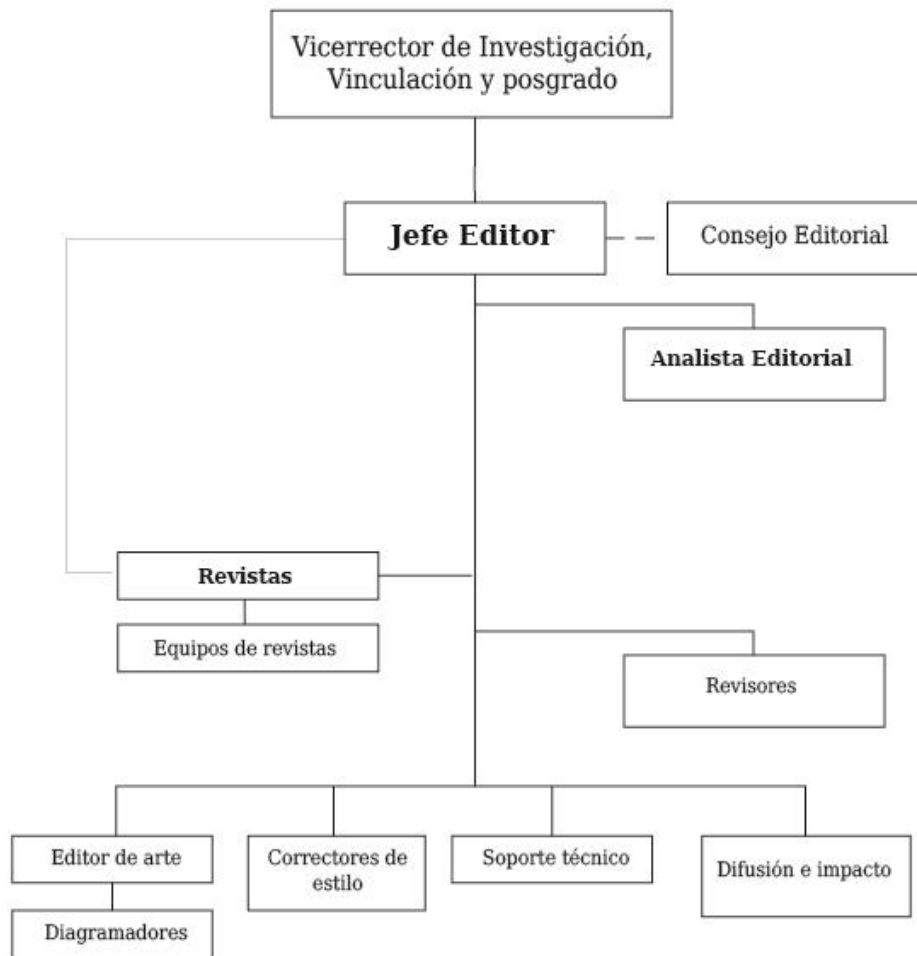 Vicerrector de Investigación,
Vinculación y posgrado
Jefe Editor
Consejo Editorial
Analista Editorial
Revistas
Equipos de revistas
Revisores
Editor de arte
Correctores de
estilo
Soporte técnico
Difusión e impacto
Diagramadores